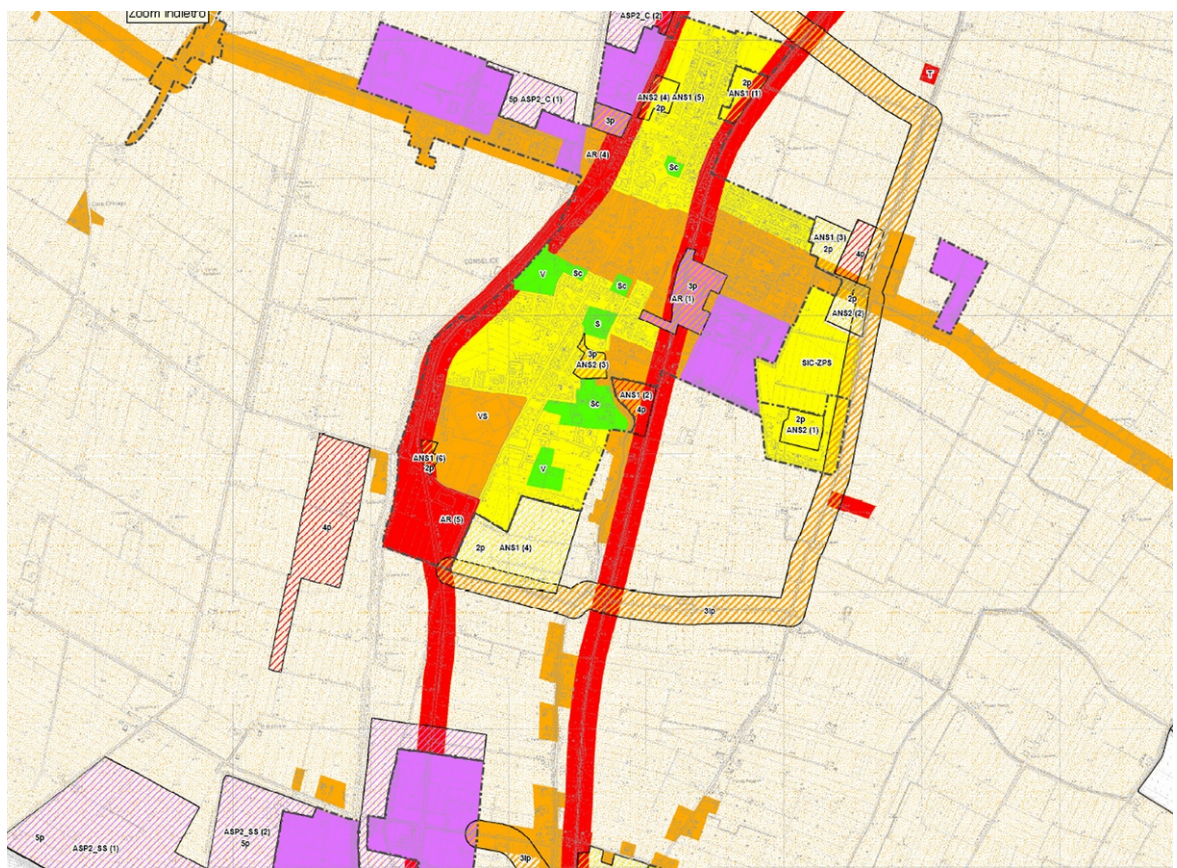 Zoom Indietro
ASP2_C (2)
T
5p ASP2_C (1)
ANS2 (4) ANS1 (5)
2p
2p
ANS1 (1)
3p
AR (4)
Sc
ANS1 (3)
2p
4p
CONSELICE
V
Sc
Sc
3p
AR (1)
2p
ANS2 (2)
S
3p
ANS2 (3)
SIC-ZPS
ANS1 (2)
4p
Sc
VS
2p
ANS2 (1)
ANS1 (6)
2p
V
4p
AR (5)
2p
ANS1 (4)
3Ip
5p
ASP2_SS (1)
ASP2_SS (2)
5p
3Ip